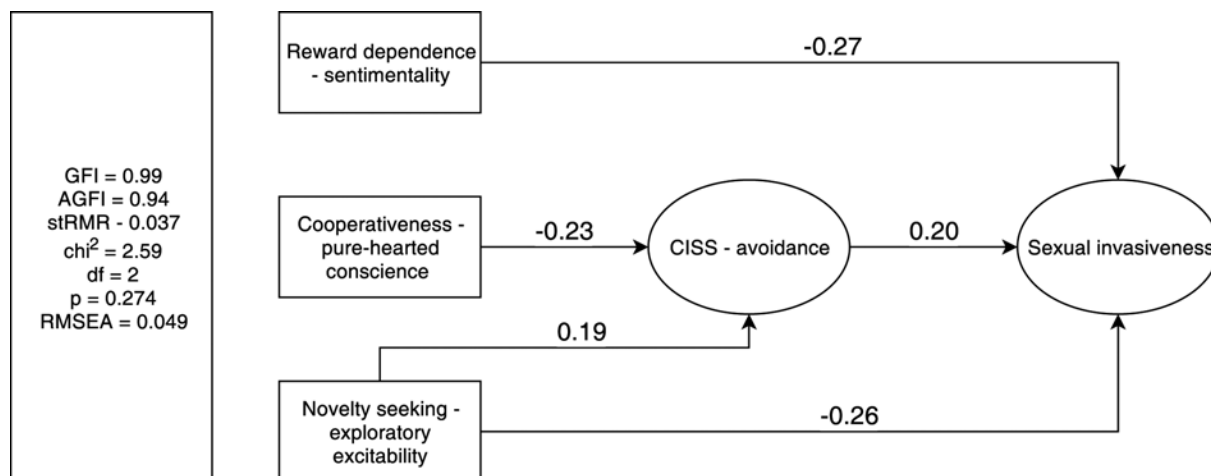 GFI = 0.99
AGFI = 0.94
stRMR - 0.037
chi² = 2.59
df = 2
p = 0.274
RMSEA = 0.049
Reward dependence
- sentimentality
-0.27
Cooperativeness -
pure-hearted
conscience
-0.23
CISS - avoidance
0.20
Sexual invasiveness
0.19
Novelty seeking -
exploratory
excitability
-0.26